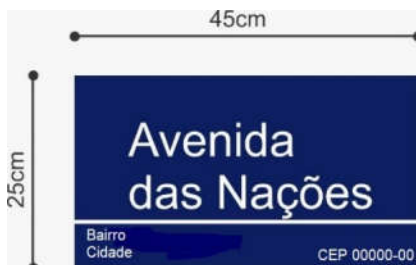 45cm
25cm
Avenida
das Nações
Bairro
Cidade
CEP 00000-00